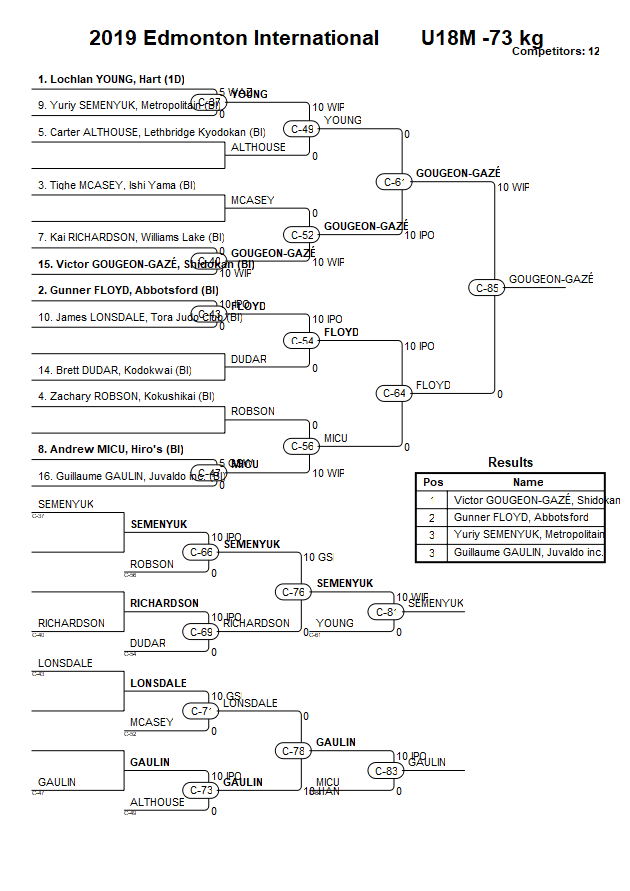 2019 Edmonton International U18M -73 kg
Competitors: 12
1. Lochlan YOUNG, Hart (1D)
9. Yuriy SEMENYUK, Metropolitain (BI)
YOUNG
0
5. Carter ALTHOUSE, Lethbridge Kyodokan (BI)
ALTHOUSE
10 WIF
C-49
0
YOUNG
3. Tighe MCASEY, Ishi Yama (BI)
MCASEY
7. Kai RICHARDSON, Williams Lake (BI)
0
15. Victor GOUGEON-GAZÉ, Shidokan (BI)
10 WIF
GOUGEON-GAZÉ
0
C-52
10 WIF
GOUGEON-GAZÉ
0
C-61
10 IPO
GOUGEON-GAZÉ
2. Gunner FLOYD, Abbotsford (BI)
10. James LONSDALE, Tora Judo Club (BI)
10 IPO
C-43
0
FLOYD
14. Brett DUDAR, Kodokwai (BI)
DUDAR
10 IPO
C-54
0
FLOYD
4. Zachary ROBSON, Kokushikai (BI)
ROBSON
8. Andrew MICU, Hiro's (BI)
16. Guillaume GAULIN, Juvaldo inc. (BI)
C-47
0
MICU
0
C-56
10 WIF
MICU
10 IPO
C-64
0
FLOYD
10 WIF
C-85
0
GOUGEON-GAZÉ
Results
Pos Name
1 Victor GOUGEON-GAZÉ, Shidokan
2 Gunner FLOYD, Abbotsford
3 Yuriy SEMENYUK, Metropolitain
3 Guillaume GAULIN, Juvaldo inc.
SEMENYUK
C-37
SEMENYUK
ROBSON
C-56
10 IPO
C-66
0
SEMENYUK
RICHARDSON
C-40
RICHARDSON
DUDAR
C-54
10 IPO
C-69
0
RICHARDSON
10 GS
C-76
0
SEMENYUK
YOUNG
C-61
10 WIF
C-81
0
SEMENYUK
LONSDALE
C-43
LONSDALE
MCASEY
C-52
10 GS
C-71
0
LONSDALE
GAULIN
C-47
GAULIN
ALTHOUSE
C-49
10 IPO
C-73
0
GAULIN
0
C-78
GAULIN
MICU
10 IPO
C-83
0
GAULIN